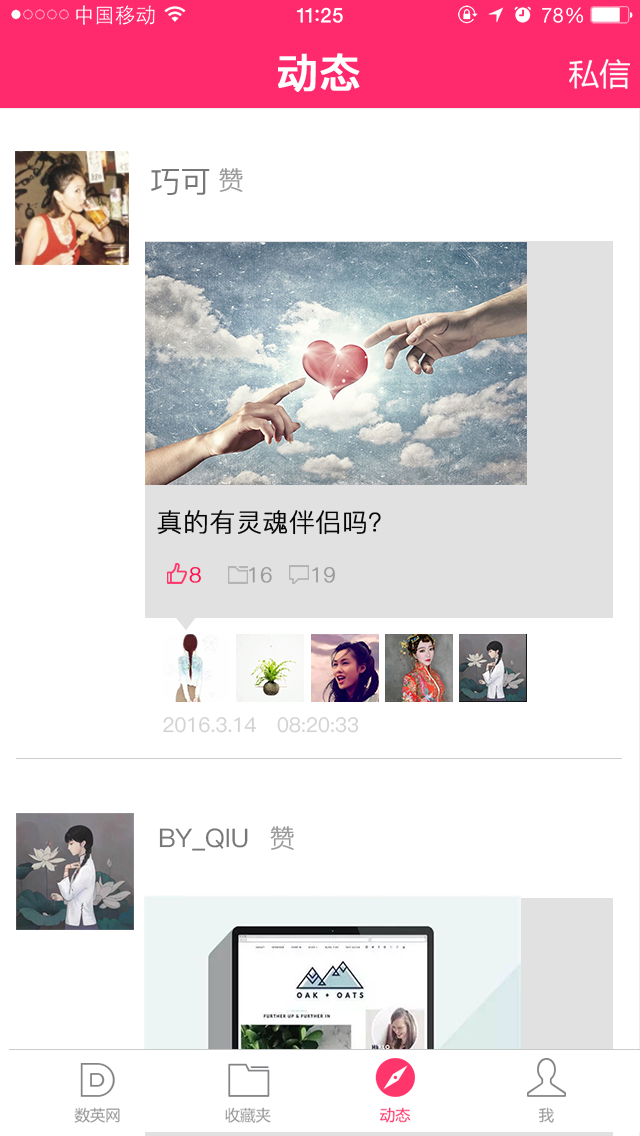 中国移动 11:25 78%
动态 私信
巧可 赞
真的有灵魂伴侣吗？
8 16 19
2016.3.14 08:20:33
BY_QIU 赞
OAK + OATS
FURTHER UP & FURTHER IN
数英网 收藏夹 动态 我